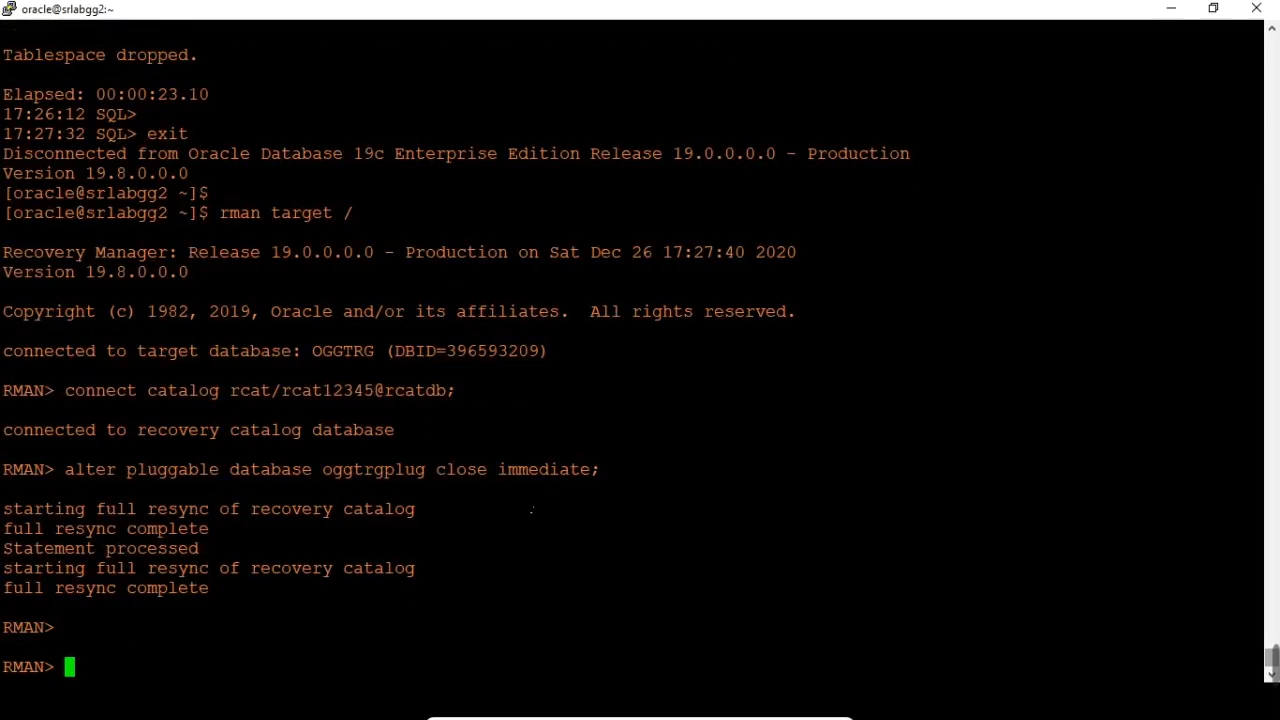 oracle@srlabgg2:~
Tablespace dropped.
Elapsed: 00:00:23.10
17:26:12 SQL>
17:27:32 SQL> exit
Disconnected from Oracle Database 19c Enterprise Edition Release 19.0.0.0.0 - Production
Version 19.8.0.0.0
[oracle@srlabgg2 ~]$
[oracle@srlabgg2 ~]$ rman target /
Recovery Manager: Release 19.0.0.0.0 - Production on Sat Dec 26 17:27:40 2020
Version 19.8.0.0.0
Copyright (c) 1982, 2019, Oracle and/or its affiliates.  All rights reserved.
connected to target database: OGGTRG (DBID=396593209)
RMAN> connect catalog rcat/rcat12345@rcatdb;
connected to recovery catalog database
RMAN> alter pluggable database oggtrgplug close immediate;
starting full resync of recovery catalog
full resync complete
Statement processed
starting full resync of recovery catalog
full resync complete
RMAN>
RMAN>